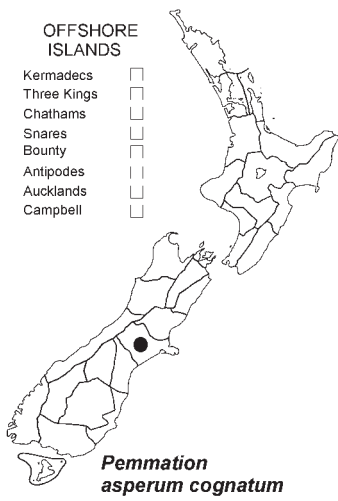 OFFSHORE
ISLANDS
Kermadecs
Three Kings
Chathams
Snares
Bounty
Antipodes
Aucklands
Campbell
Pemmation
asperum cognatum